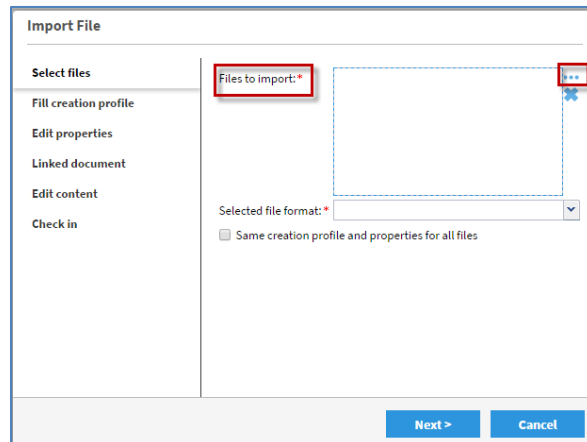 Import File
Select files
Fill creation profile
Edit properties
Linked document
Edit content
Check in
Files to import:*
Selected file format:*
Same creation profile and properties for all files
Next >
Cancel